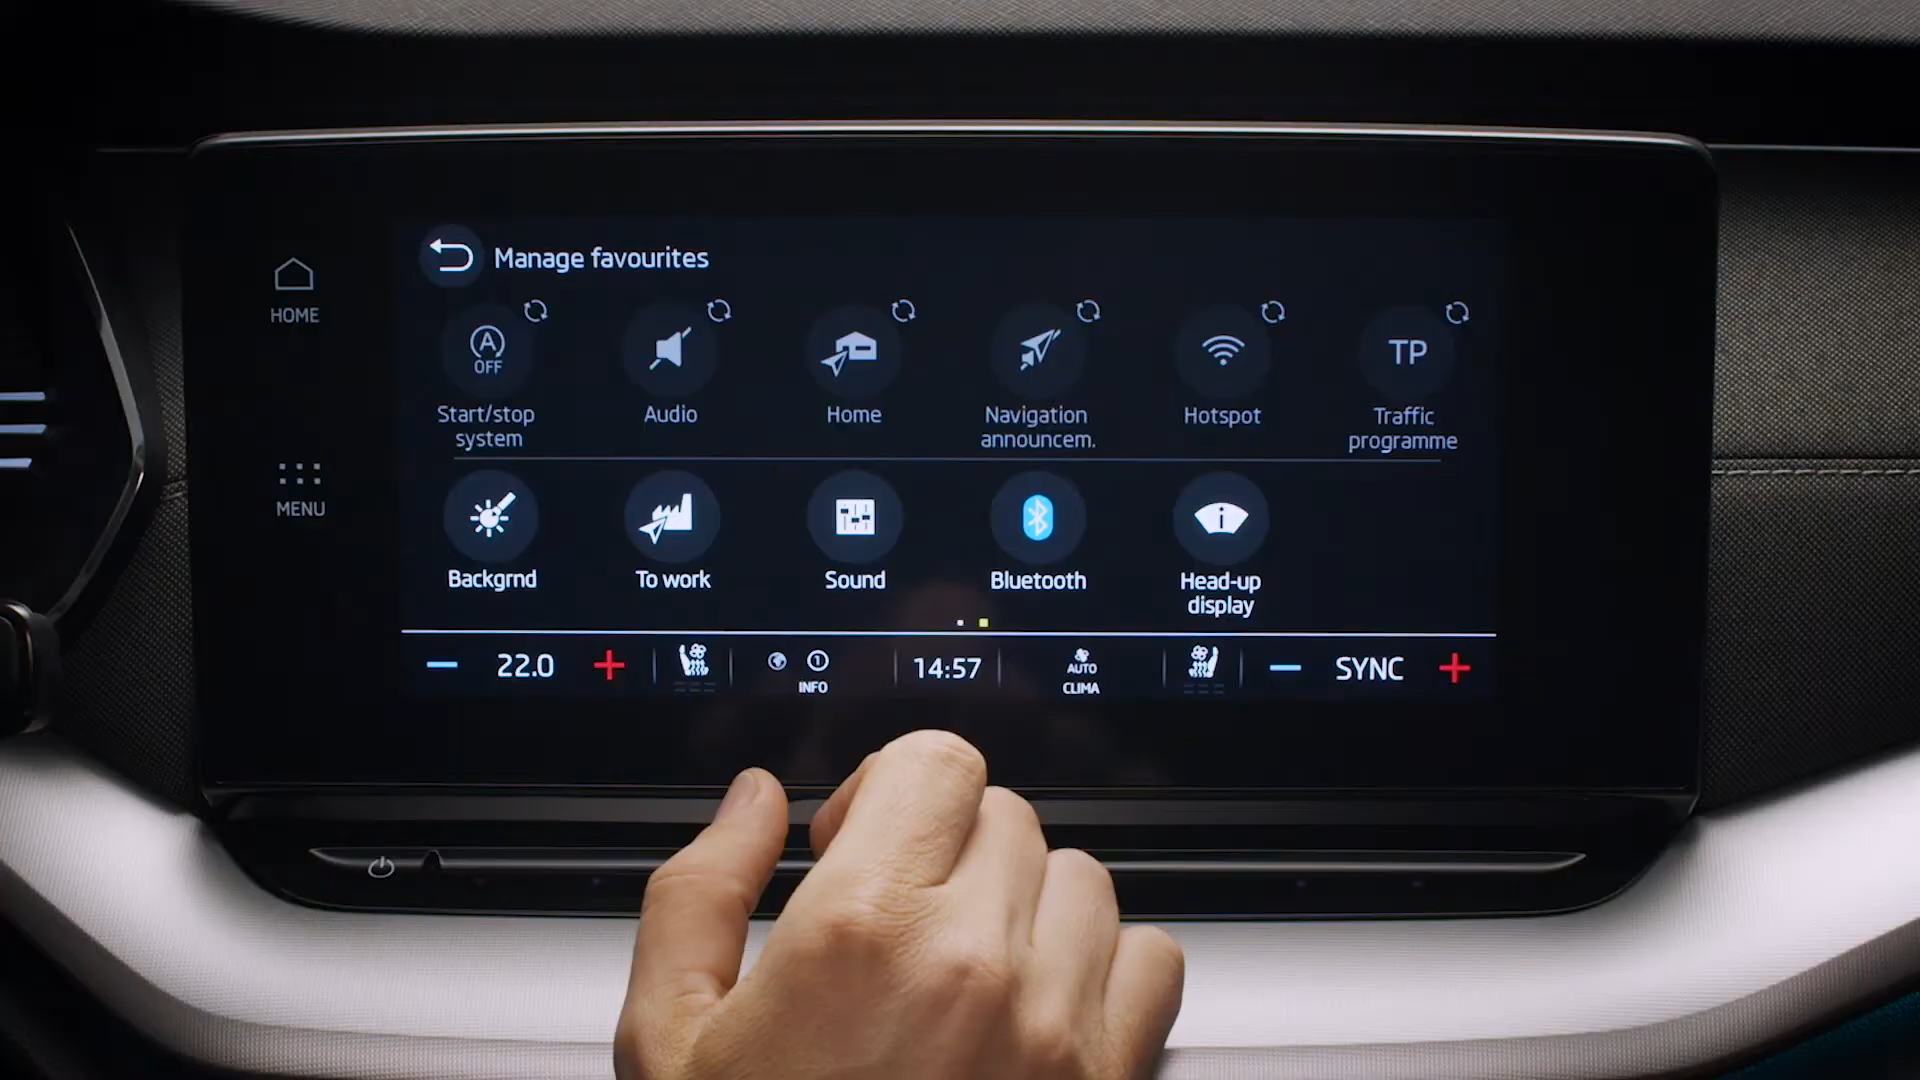 HOME
MENU
Manage favourites
A
OFF
TP
Start/stop
system
Audio
Home
Navigation
announcem.
Hotspot
Traffic
programme
i
Backgrnd
To work
Sound
Bluetooth
Head-up
display
22.0
1
INFO
14:57
AUTO
CLIMA
SYNC